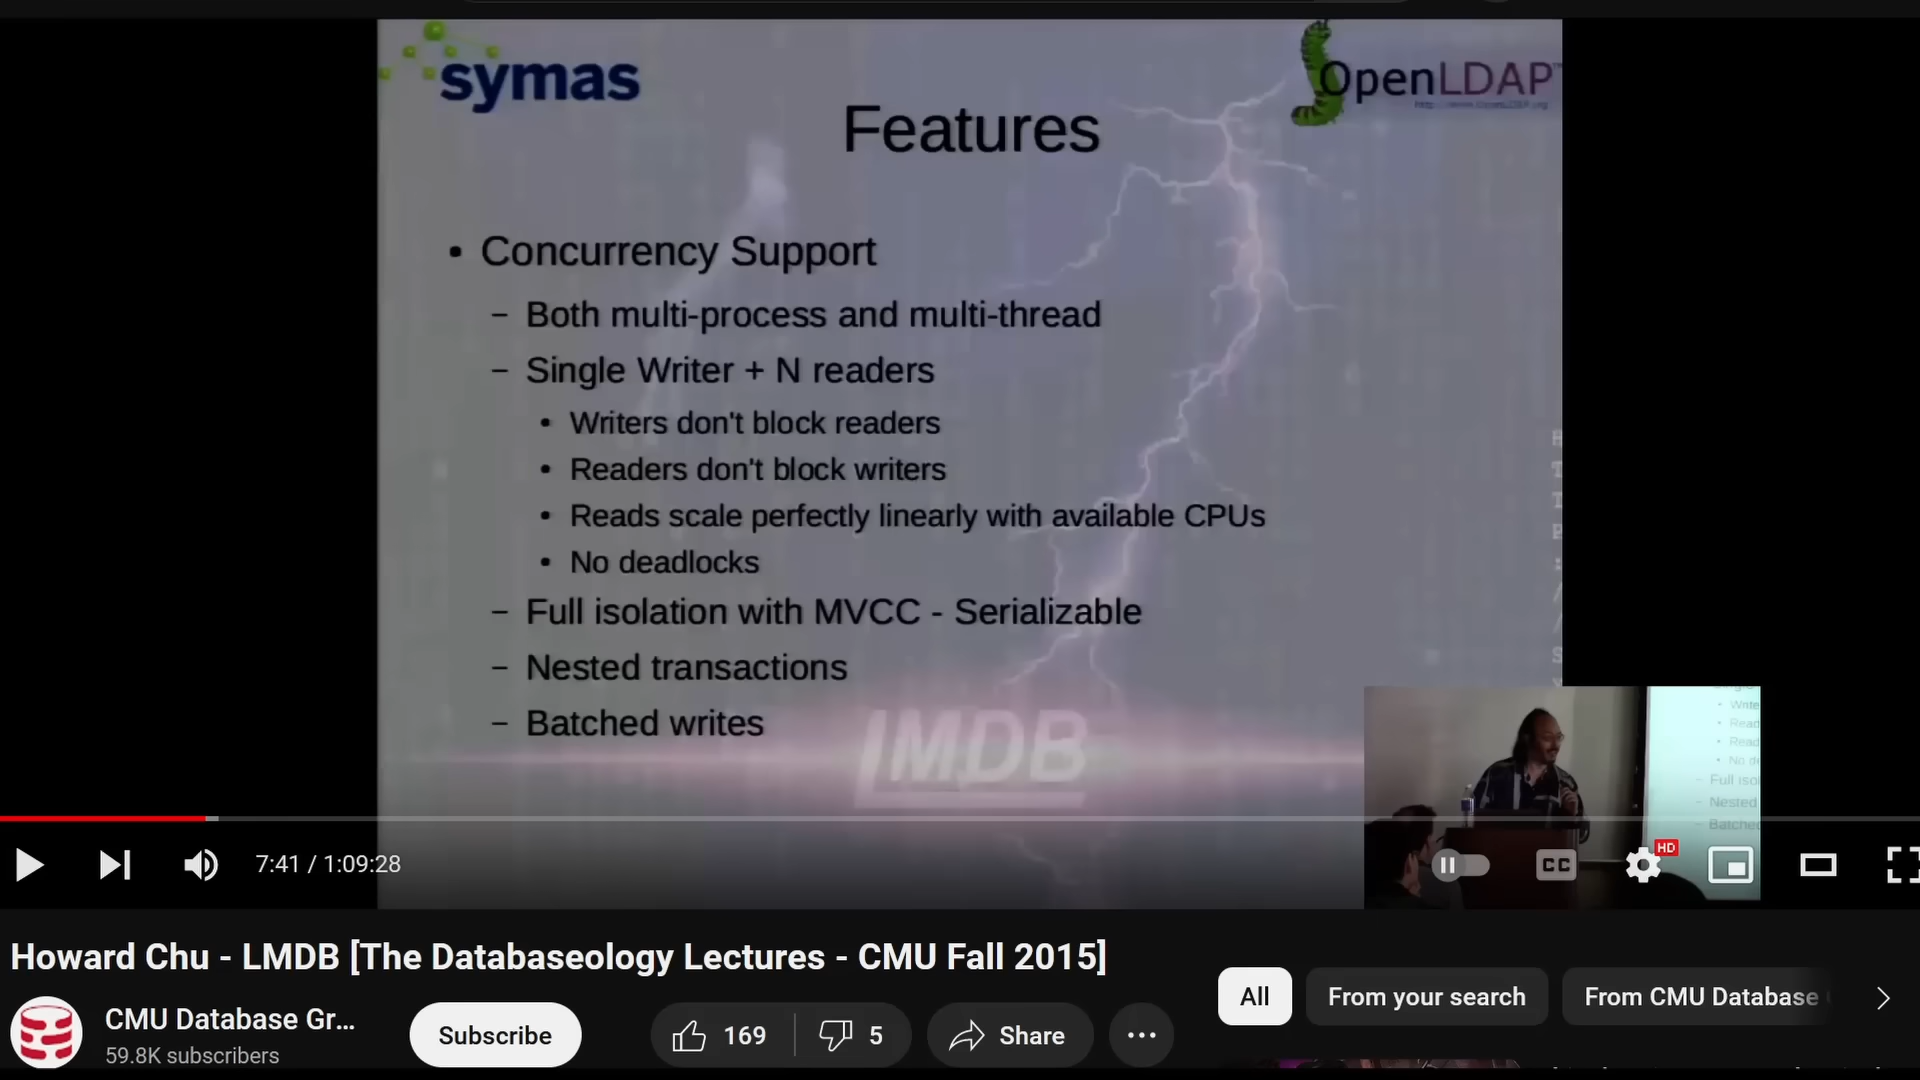 symas
OpenLDAP™
Features
• Concurrency Support
– Both multi-process and multi-thread
– Single Writer + N readers
• Writers don't block readers
• Readers don't block writers
• Reads scale perfectly linearly with available CPUs
• No deadlocks
– Full isolation with MVCC - Serializable
– Nested transactions
– Batched writes
LMDB
7:41 / 1:09:28
CC
HD
Howard Chu - LMDB [The Databaseology Lectures - CMU Fall 2015]
CMU Database Gr...
59.8K subscribers
Subscribe
169
5
Share
All
From your search
From CMU Database